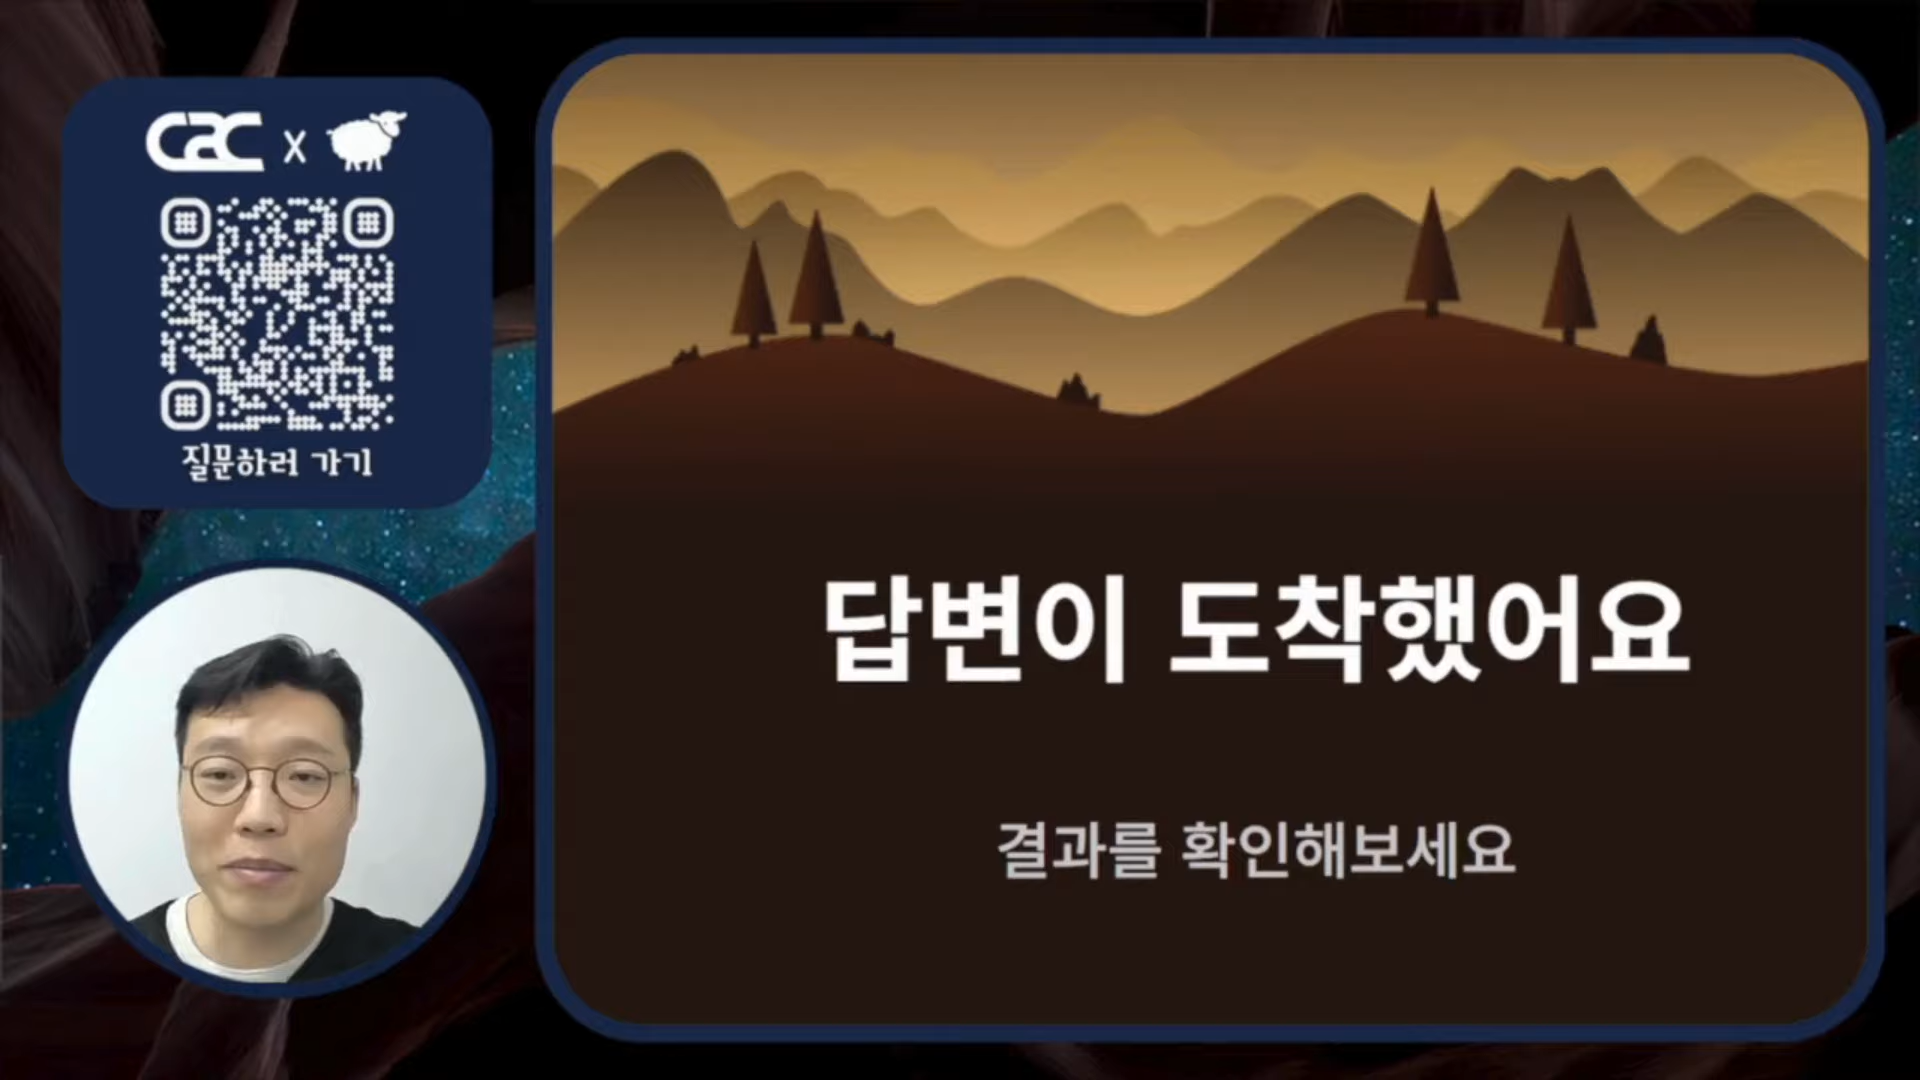 cac x
질문하러 가기
답변이 도착했어요
결과를 확인해보세요